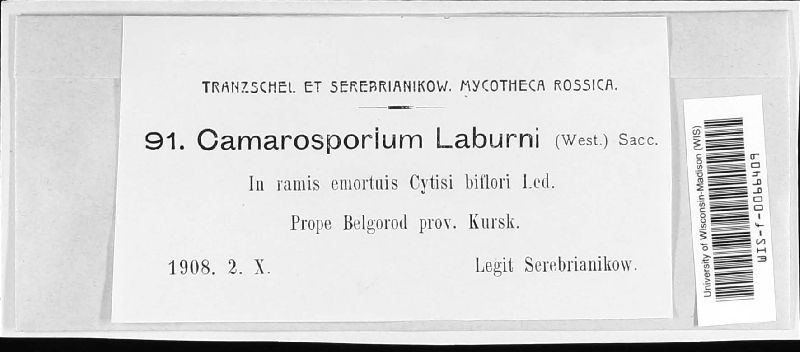 TRANZSCHEL ET SEREBRIANIKOW. MYCOTHECA ROSSICA.
91. Camarosporium Laburni (West.) Sacc.
In ramis emortuis Cytisi biflori Led.
Prope Belgorod prov. Kursk.
1908. 2. X.
Legit Serebrianikow.
University of Wisconsin-Madison (WIS)
WIS-f-0066409